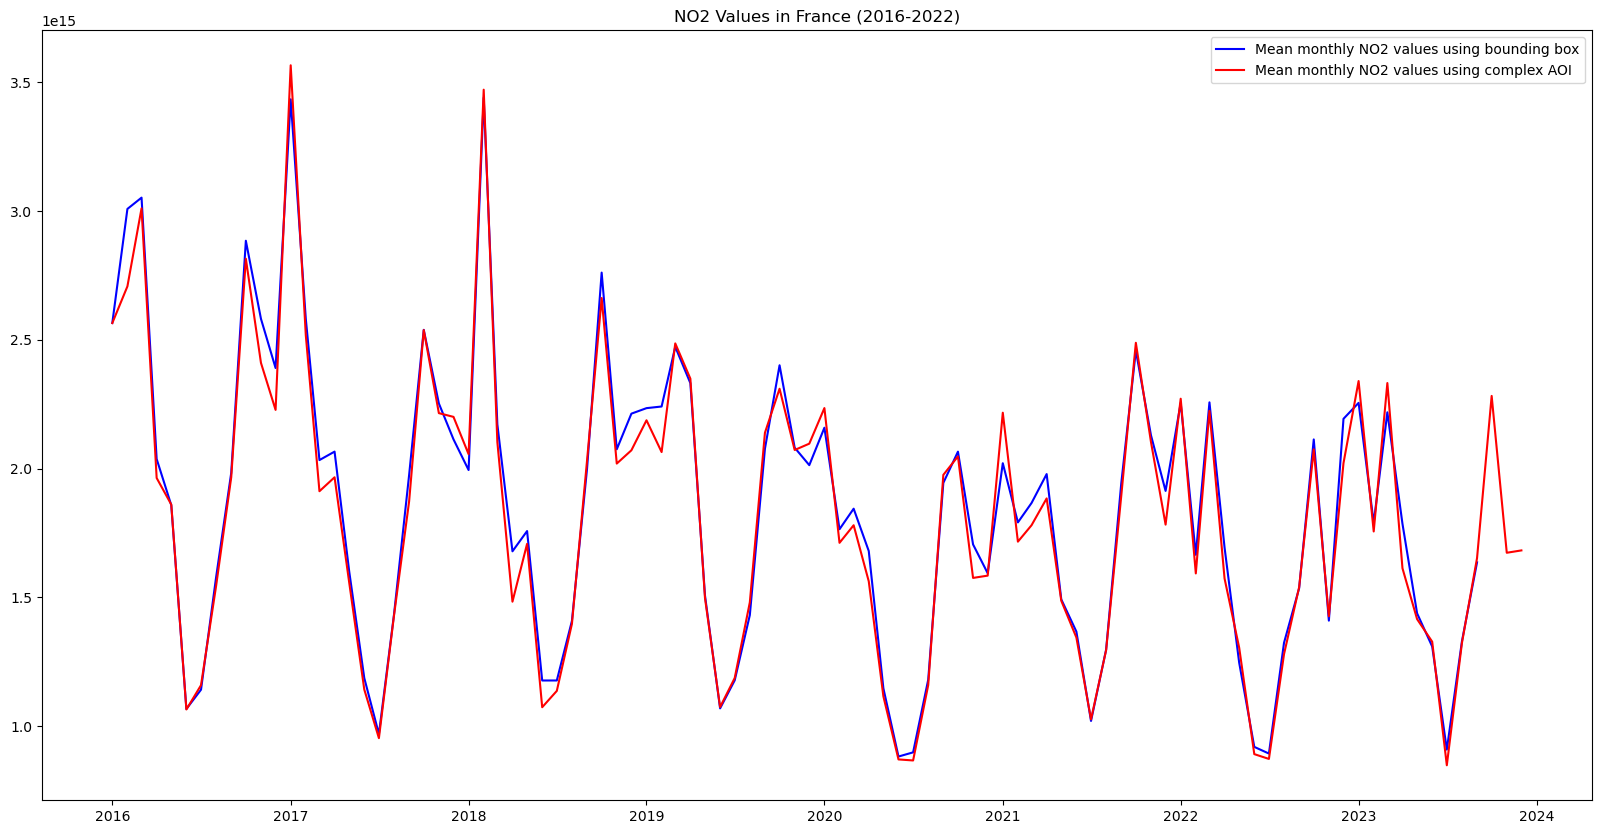 NO2 Values in France (2016-2022)
1e15
Mean monthly NO2 values using bounding box
Mean monthly NO2 values using complex AOI
3.5
3.0
2.5
2.0
1.5
1.0
2016 2017 2018 2019 2020 2021 2022 2023 2024